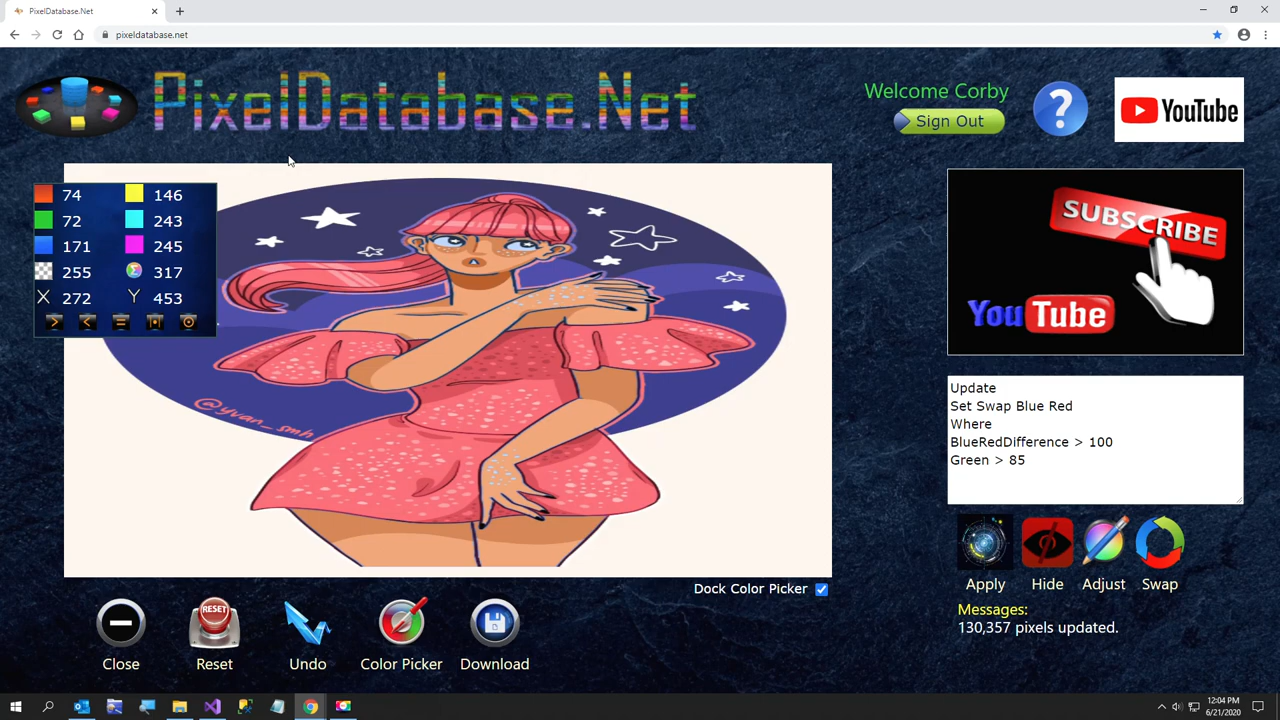 PixelDatabase.Net
pixeldatabase.net
PixelDatabase.Net
Welcome Corby
Sign Out
?
YouTube
74
146
72
243
171
245
255
317
X
272
Y
453
@yvan_smh
SUBSCRIBE
YouTube
Update
Set Swap Blue Red
Where
BlueRedDifference > 100
Green > 85
Apply
Hide
Adjust
Swap
Dock Color Picker
Messages:
130,357 pixels updated.
RESET
Close
Reset
Undo
Color Picker
Download
12:04 PM
6/21/2020